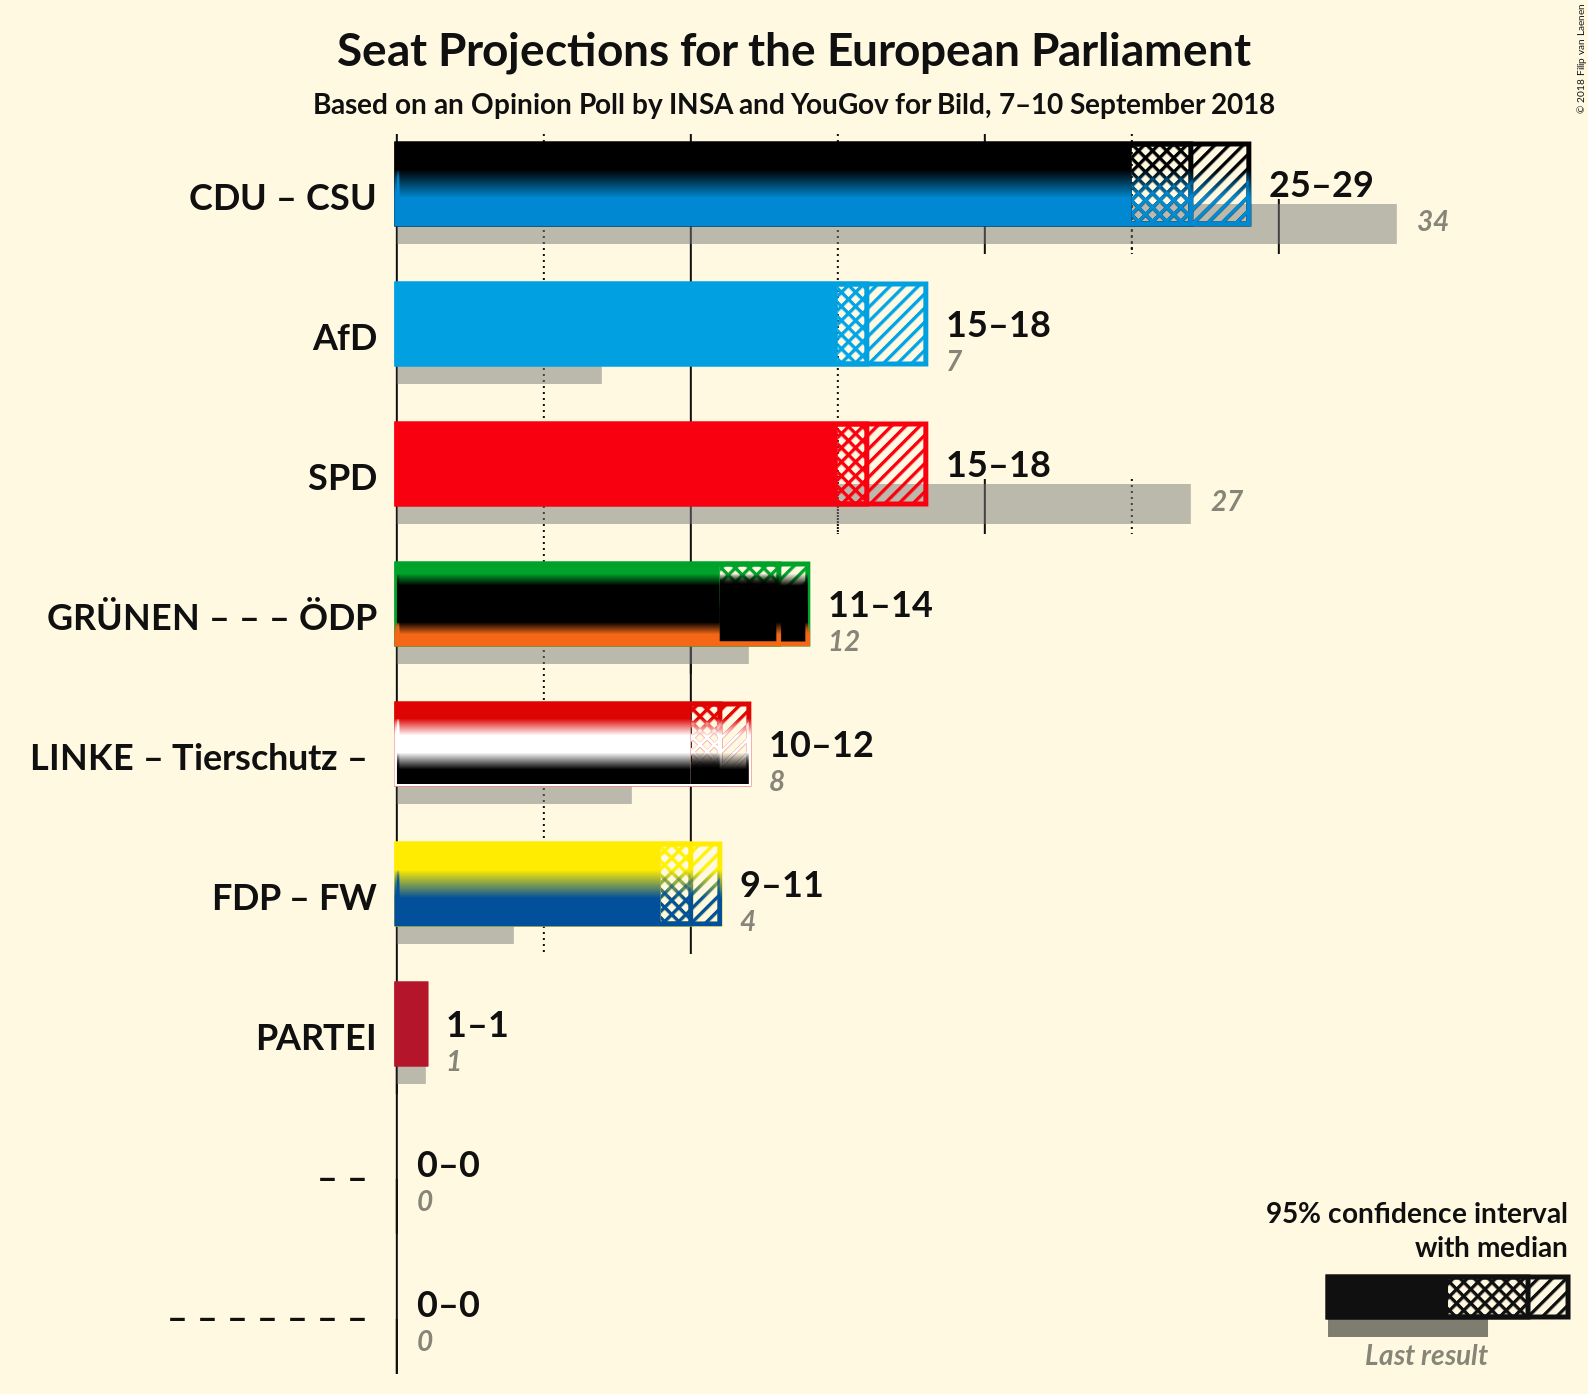 Seat Projections for the European Parliament
Based on an Opinion Poll by INSA and YouGov for Bild, 7–10 September 2018
© 2018 Filip van Laenen
CDU – CSU
25–29
34
AfD
15–18
7
SPD
15–18
27
GRÜNEN – – – ÖDP
11–14
12
LINKE – Tierschutz –
10–12
8
FDP – FW
9–11
4
PARTEI
1–1
1
– –
0–0
0
– – – – – – –
0–0
0
95% confidence interval
with median
Last result